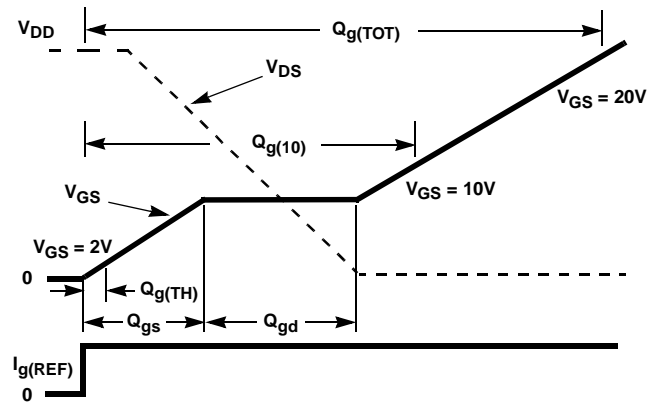 V_DD
Q_g(TOT)
V_DS
V_GS = 20V
Q_g(10)
V_GS
V_GS = 10V
V_GS = 2V
0
Q_g(TH)
Q_gs
Q_gd
I_g(REF)
0